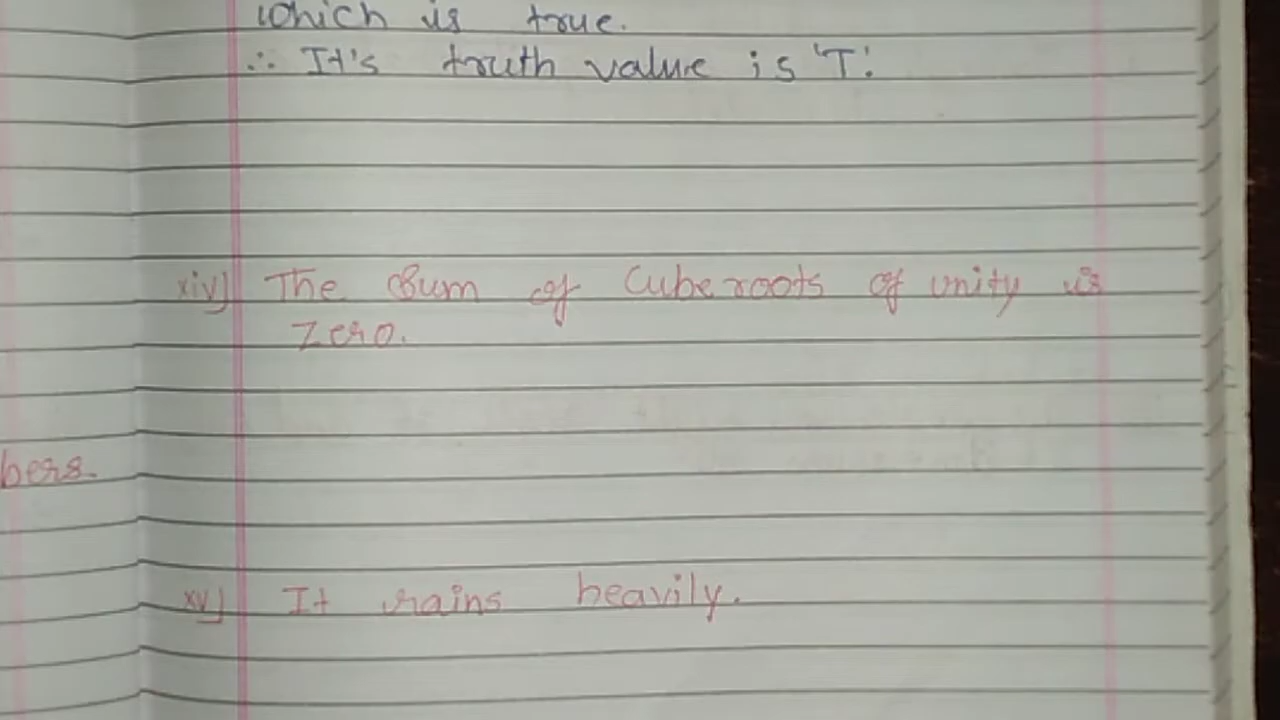 which is true.
∴ It's truth value is 'T'.
xiv) The Sum of Cube roots of unity is
Zero.
bers.
xv) It rains heavily.